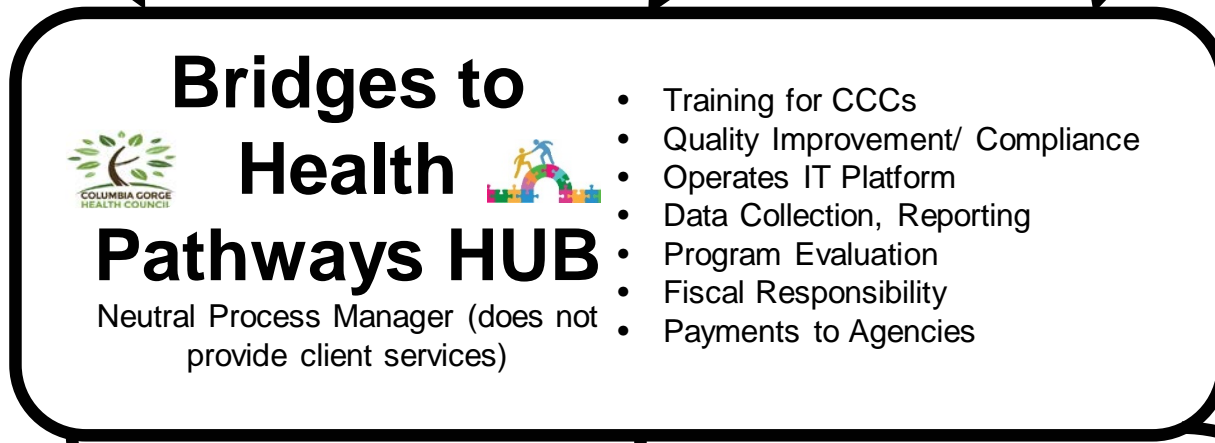 Bridges to
Health
Pathways HUB
COLUMBIA GORGE
HEALTH COUNCIL
Neutral Process Manager (does not
provide client services)
• Training for CCCs
• Quality Improvement/ Compliance
• Operates IT Platform
• Data Collection, Reporting
• Program Evaluation
• Fiscal Responsibility
• Payments to Agencies